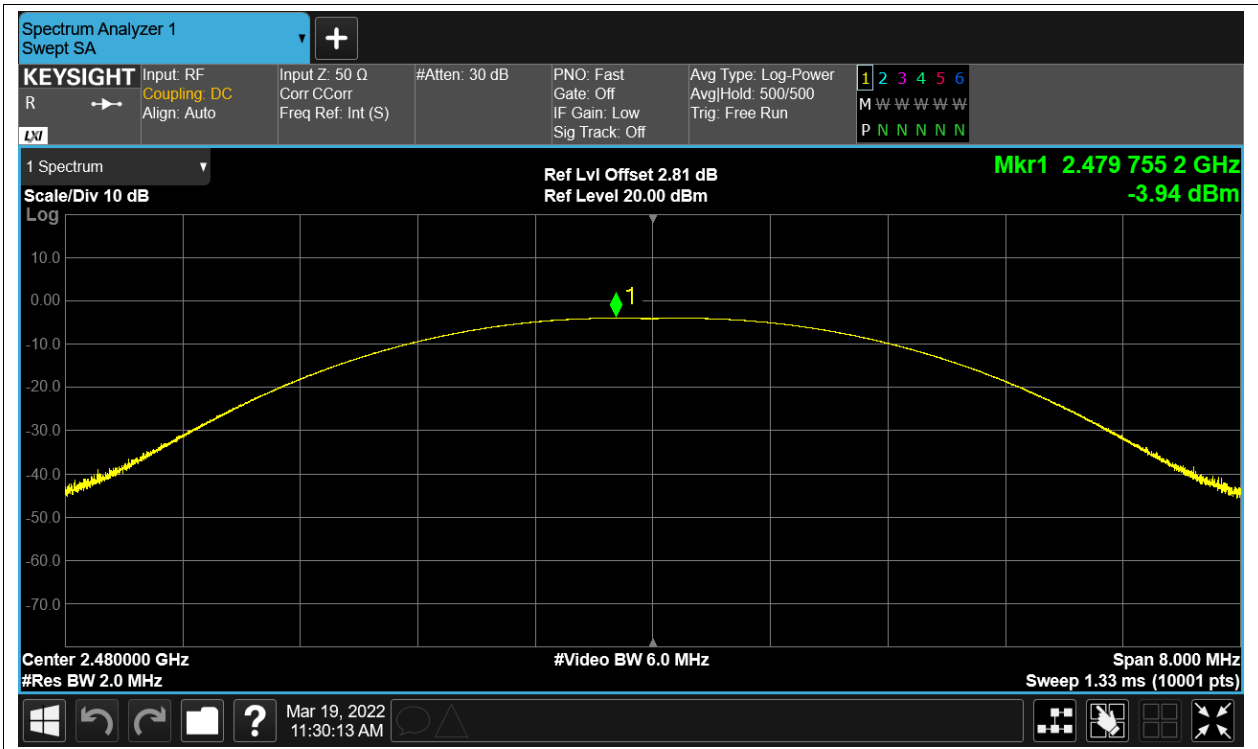 Spectrum Analyzer 1
Swept SA
KEYSIGHT
R
LXI
Input: RF
Coupling: DC
Align: Auto
Input Z: 50 Ω
Corr CCorr
Freq Ref: Int (S)
#Atten: 30 dB
PNO: Fast
Gate: Off
IF Gain: Low
Sig Track: Off
Avg Type: Log-Power
Avg|Hold: 500/500
Trig: Free Run
1 2 3 4 5 6
M W W W W W
P N N N N N
1 Spectrum
Scale/Div 10 dB
Ref Lvl Offset 2.81 dB
Ref Level 20.00 dBm
Mkr1 2.479 755 2 GHz
-3.94 dBm
Log
10.0
0.00
1
-10.0
-20.0
-30.0
-40.0
-50.0
-60.0
-70.0
Center 2.480000 GHz
#Video BW 6.0 MHz
Span 8.000 MHz
#Res BW 2.0 MHz
Sweep 1.33 ms (10001 pts)
?
Mar 19, 2022
11:30:13 AM